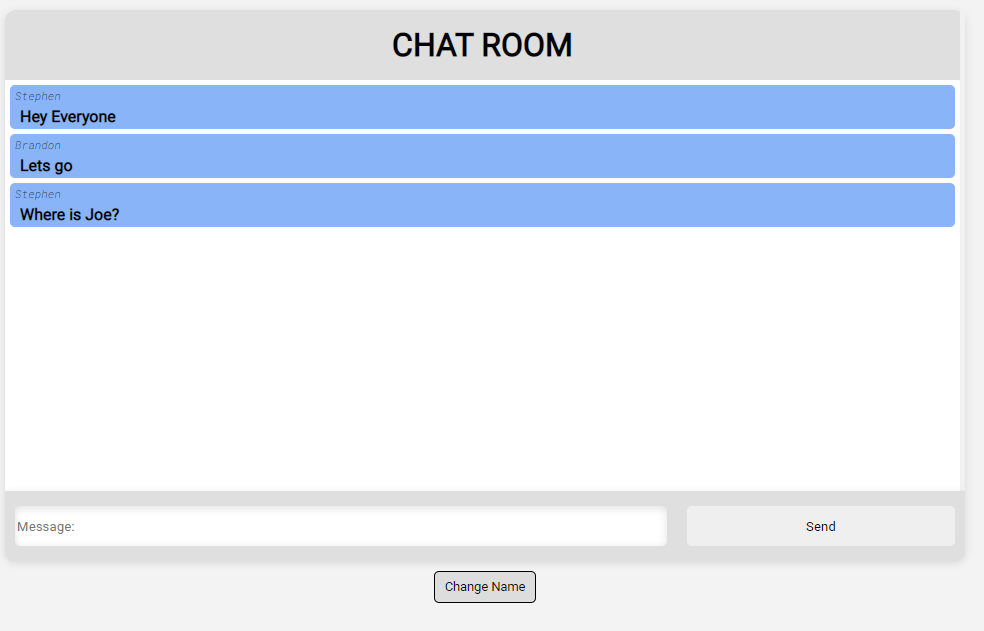 CHAT ROOM
Stephen
Hey Everyone
Brandon
Lets go
Stephen
Where is Joe?
Message:
Send
Change Name